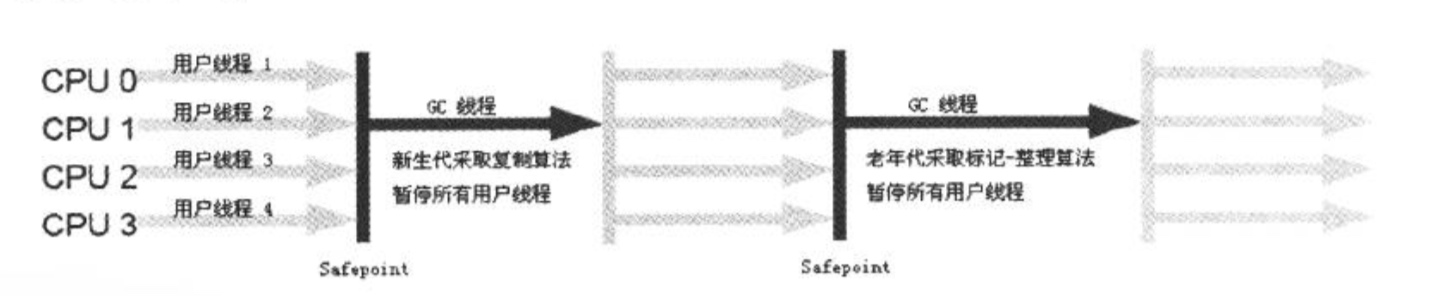 CPU 0
用户线程 1
CPU 1
用户线程 2
CPU 2
用户线程 3
CPU 3
用户线程 4
GC 线程
新生代采取复制算法
暂停所有用户线程
Safepoint
GC 线程
老年代采取标记-整理算法
暂停所有用户线程
Safepoint